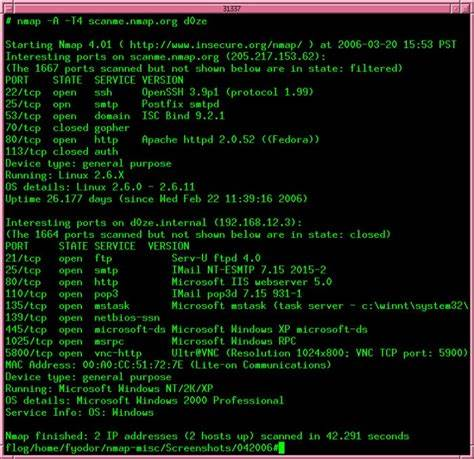 31337
# nmap -A -T4 scanme.nmap.org d0ze
Starting Nmap 4.01 ( http://www.insecure.org/nmap/ ) at 2006-03-20 15:53 PST
Interesting ports on scanme.nmap.org (205.217.153.62):
(The 1667 ports scanned but not shown below are in state: filtered)
PORT STATE SERVICE VERSION
22/tcp open ssh OpenSSH 3.9p1 (protocol 1.99)
25/tcp opn smtp Postfix smtpd
53/tcp open domain ISC Bind 9.2.1
70/tcp closed gopher
80/tcp open http Apache httpd 2.0.52 ((Fedora))
113/tcp closed auth
Device type: general purpose
Running: Linux 2.6.X
OS details: Linux 2.6.0 - 2.6.11
Uptime 26.177 days (since Wed Feb 22 11:39:16 2006)
Interesting ports on d0ze.internal (192.168.12.3):
(The 1664 ports scanned but not shown below are in state: closed)
PORT STATE SERVICE VERSION
21/tcp open ftp Serv-U ftpd 4.0
25/tcp open smtp IMail NT-ESMTP 7.15 2015-2
80/tcp open http Microsoft IIS webserver 5.0
110/tcp open pop3 IMail pop3d 7.15 931-1
135/tcp open mstask Microsoft mstask (task server - c:\winnt\system32\
139/tcp open netbios-ssn
445/tcp open microsoft-ds Microsoft Windows XP microsoft-ds
1025/tcp open msrpc Microsoft Windows RPC
5800/tcp open vnc-http Ultr@VNC (Resolution 1024x800; VNC TCP port: 5900)
MAC Address: 00:A0:CC:51:72:7E (Lite-on Communications)
Device type: general purpose
Running: Microsoft Windows NT/2K/XP
OS details: Microsoft Windows 2000 Professional
Service Info: OS: Windows
Nmap finished: 2 IP addresses (2 hosts up) scanned in 42.291 seconds
flog/home/fyodor/nmap-misc/Screenshots/042006#